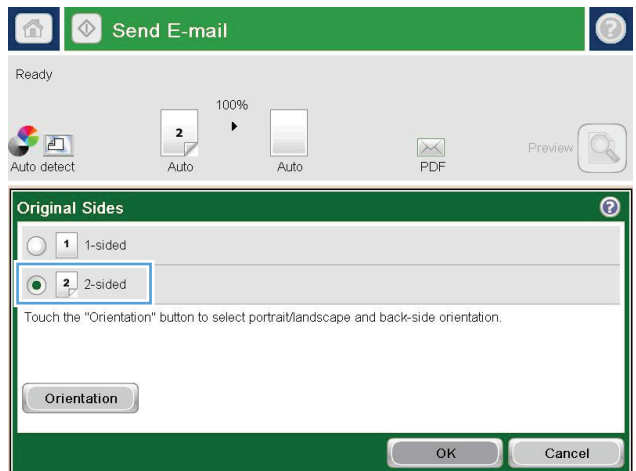 Send E-mail
?
Ready
100%
2
Auto detect
Auto
Auto
PDF
Preview
Original Sides
?
1 1-sided
2 2-sided
Touch the "Orientation" button to select portrait/landscape and back-side orientation.
Orientation
OK Cancel